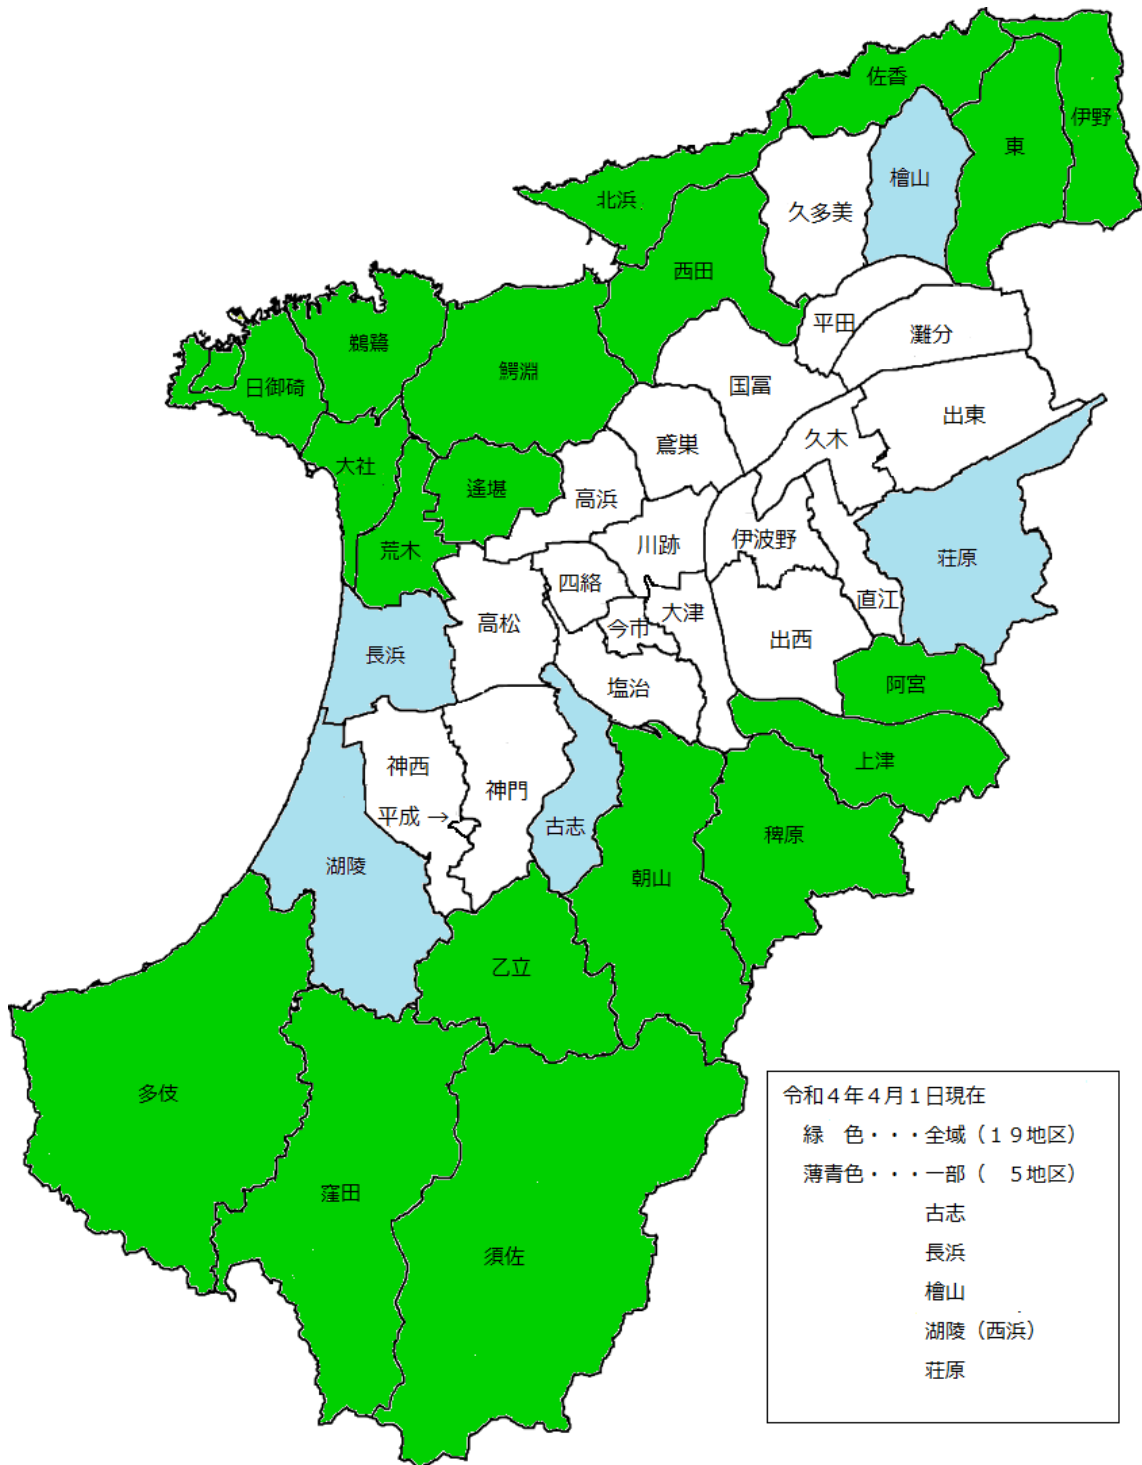 佐香
伊野
東
檜山
北浜
久多美
西田
平田
灘分
鵜鷺
鰐淵
日御碕
国富
出東
久木
鳶巣
大社
遙堪
高浜
荒木
川跡
伊波野
荘原
四絡
直江
大津
高松
今市
出西
長浜
塩治
阿宮
神西
上津
神門
平成 →
古志
稗原
湖陵
朝山
乙立
多伎
窪田
須佐
令和4年4月1日現在
緑 色・・・全域（19地区）
薄青色・・・一部（ 5地区）
古志
長浜
檜山
湖陵（西浜）
荘原